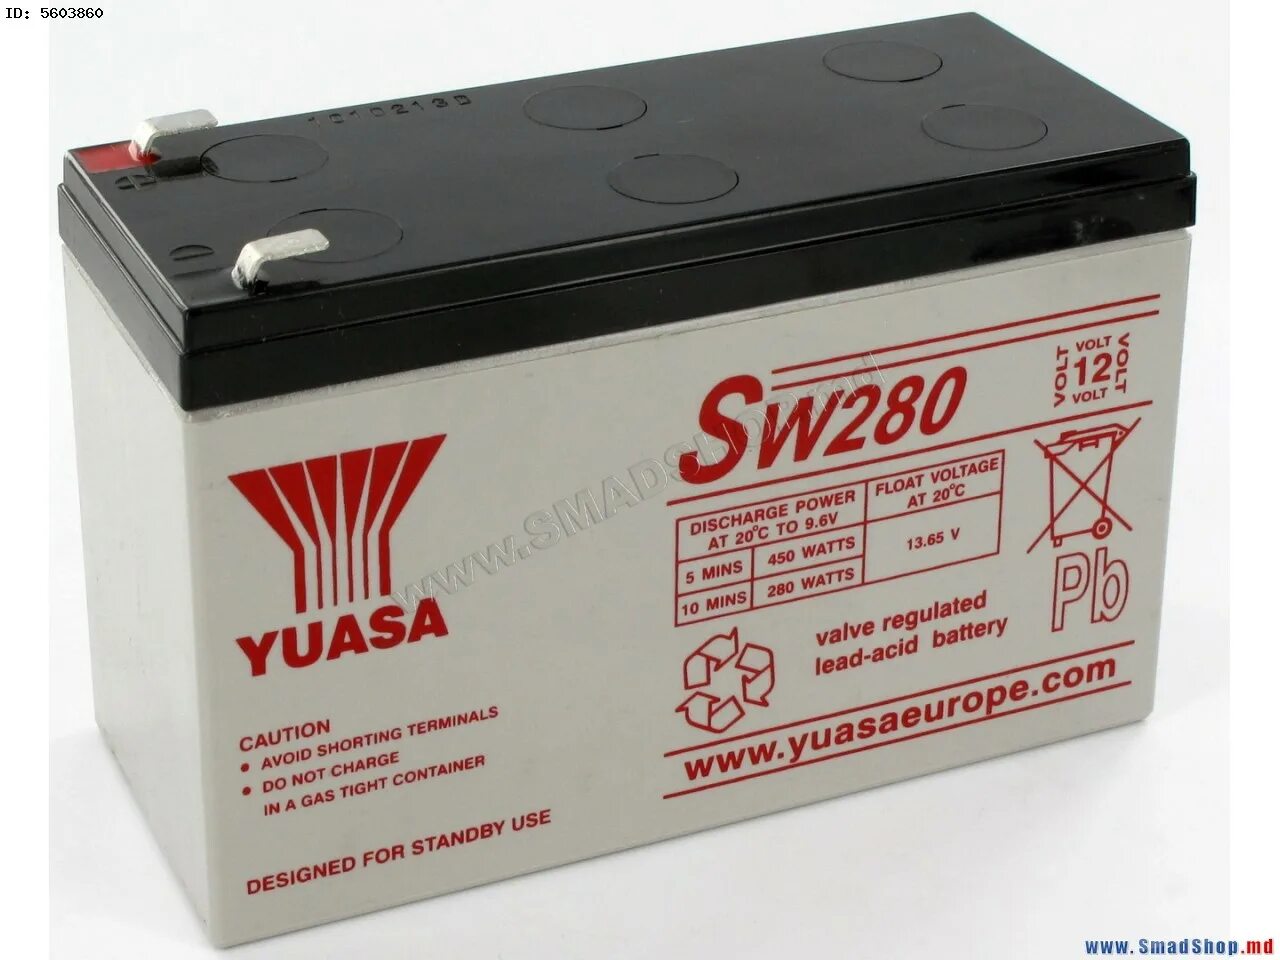 ID: 5603860
1010213D
SW280
VOLT
VOLT
12
VOLT
VOLT
DISCHARGE POWER
AT 20°C TO 9.6V
FLOAT VOLTAGE
AT 20°C
5 MINS
450 WATTS
13.65 V
10 MINS
280 WATTS
Pb
valve regulated
lead-acid battery
www.yuasaeurope.com
YUASA
CAUTION
• AVOID SHORTING TERMINALS
• DO NOT CHARGE
IN A GAS TIGHT CONTAINER
DESIGNED FOR STANDBY USE
www.SMADSHOP.md
www.SmadShop.md